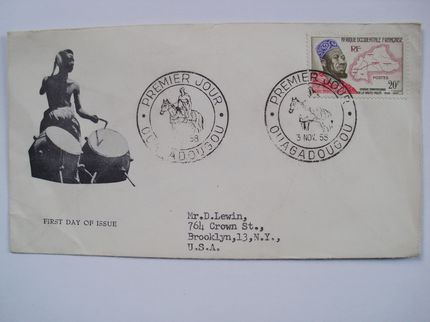 AFRIQUE OCCIDENTALE FRANÇAISE
RF
POSTES
20F
• PREMIER JOUR •
OUAGADOUGOU
58
• PREMIER JOUR •
OUAGADOUGOU
3 NOV. 58
FIRST DAY OF ISSUE
Mr.D.Lewin,
764 Crown St.,
Brooklyn,13,N.Y.,
U.S.A.